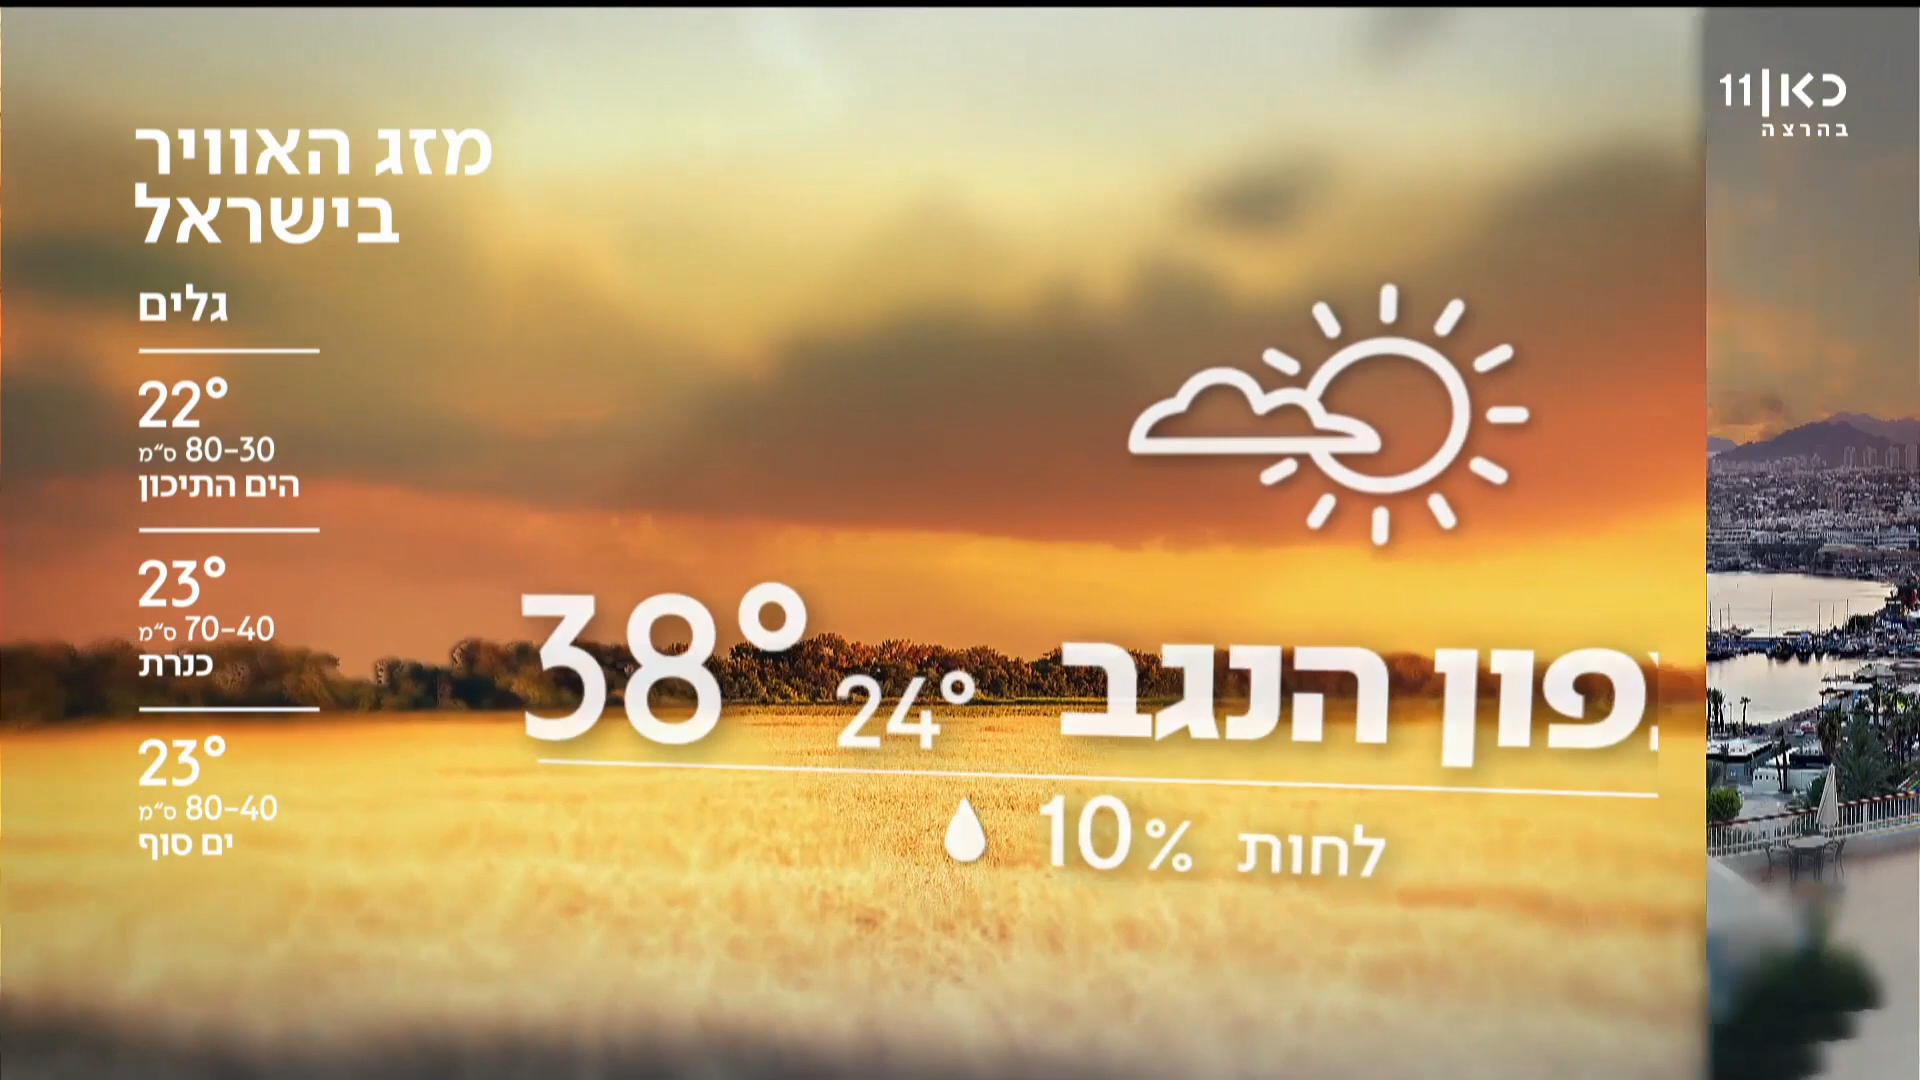 כאן 11
בהרצה
מזג האוויר
בישראל
גלים
22°
80-30 ס״מ
הים התיכון
23°
70-40 ס״מ
כנרת
23°
80-40 ס״מ
ים סוף
הנגב 24° 38°
לחות 10%